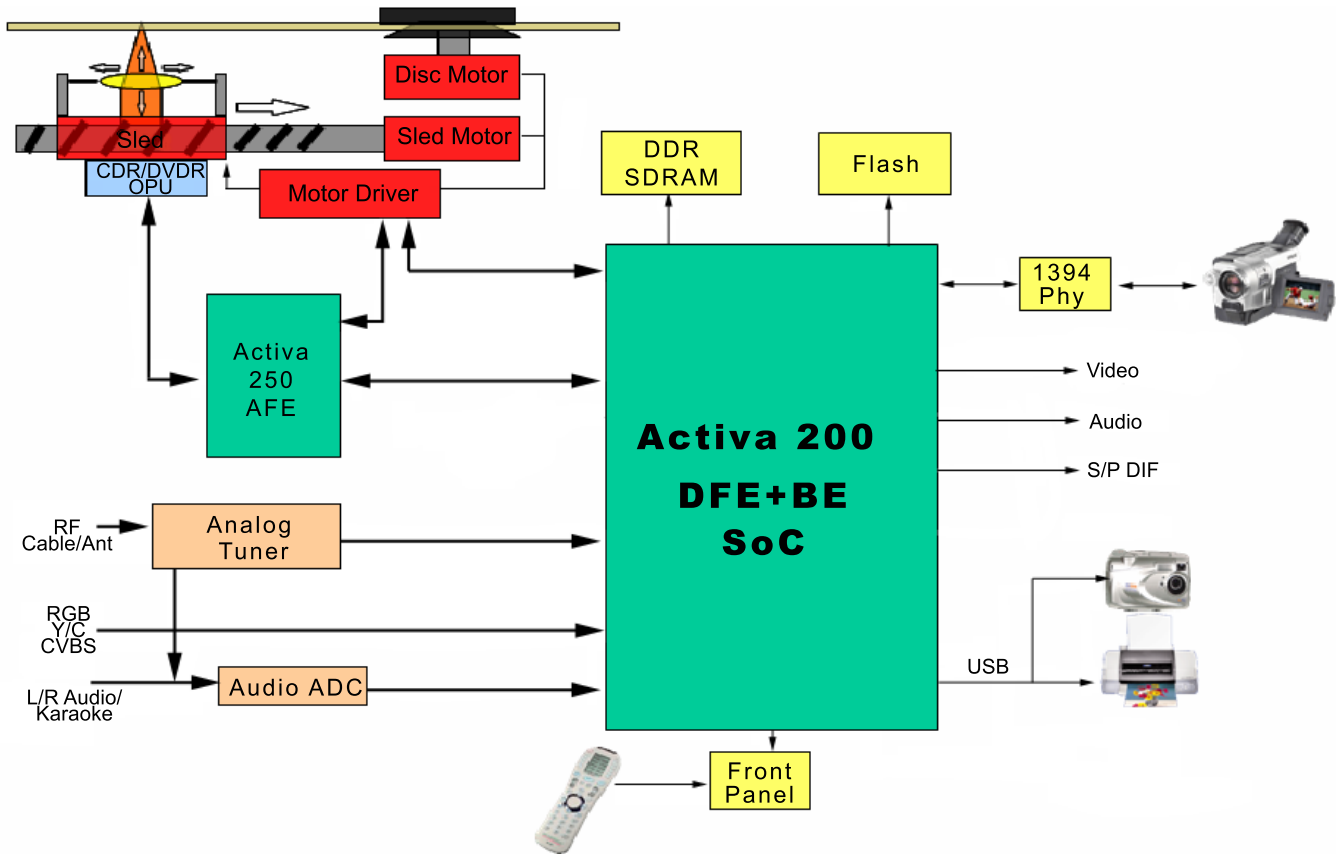 Disc Motor
Sled
Sled Motor
CDR/DVDR
OPU
Motor Driver
DDR
SDRAM
Flash
1394
Phy
Activa
250
AFE
Video
Audio
S/P DIF
Activa 200
DFE+BE
SoC
RF
Cable/Ant
Analog
Tuner
RGB
Y/C
CVBS
L/R Audio/
Karaoke
Audio ADC
USB
Front
Panel